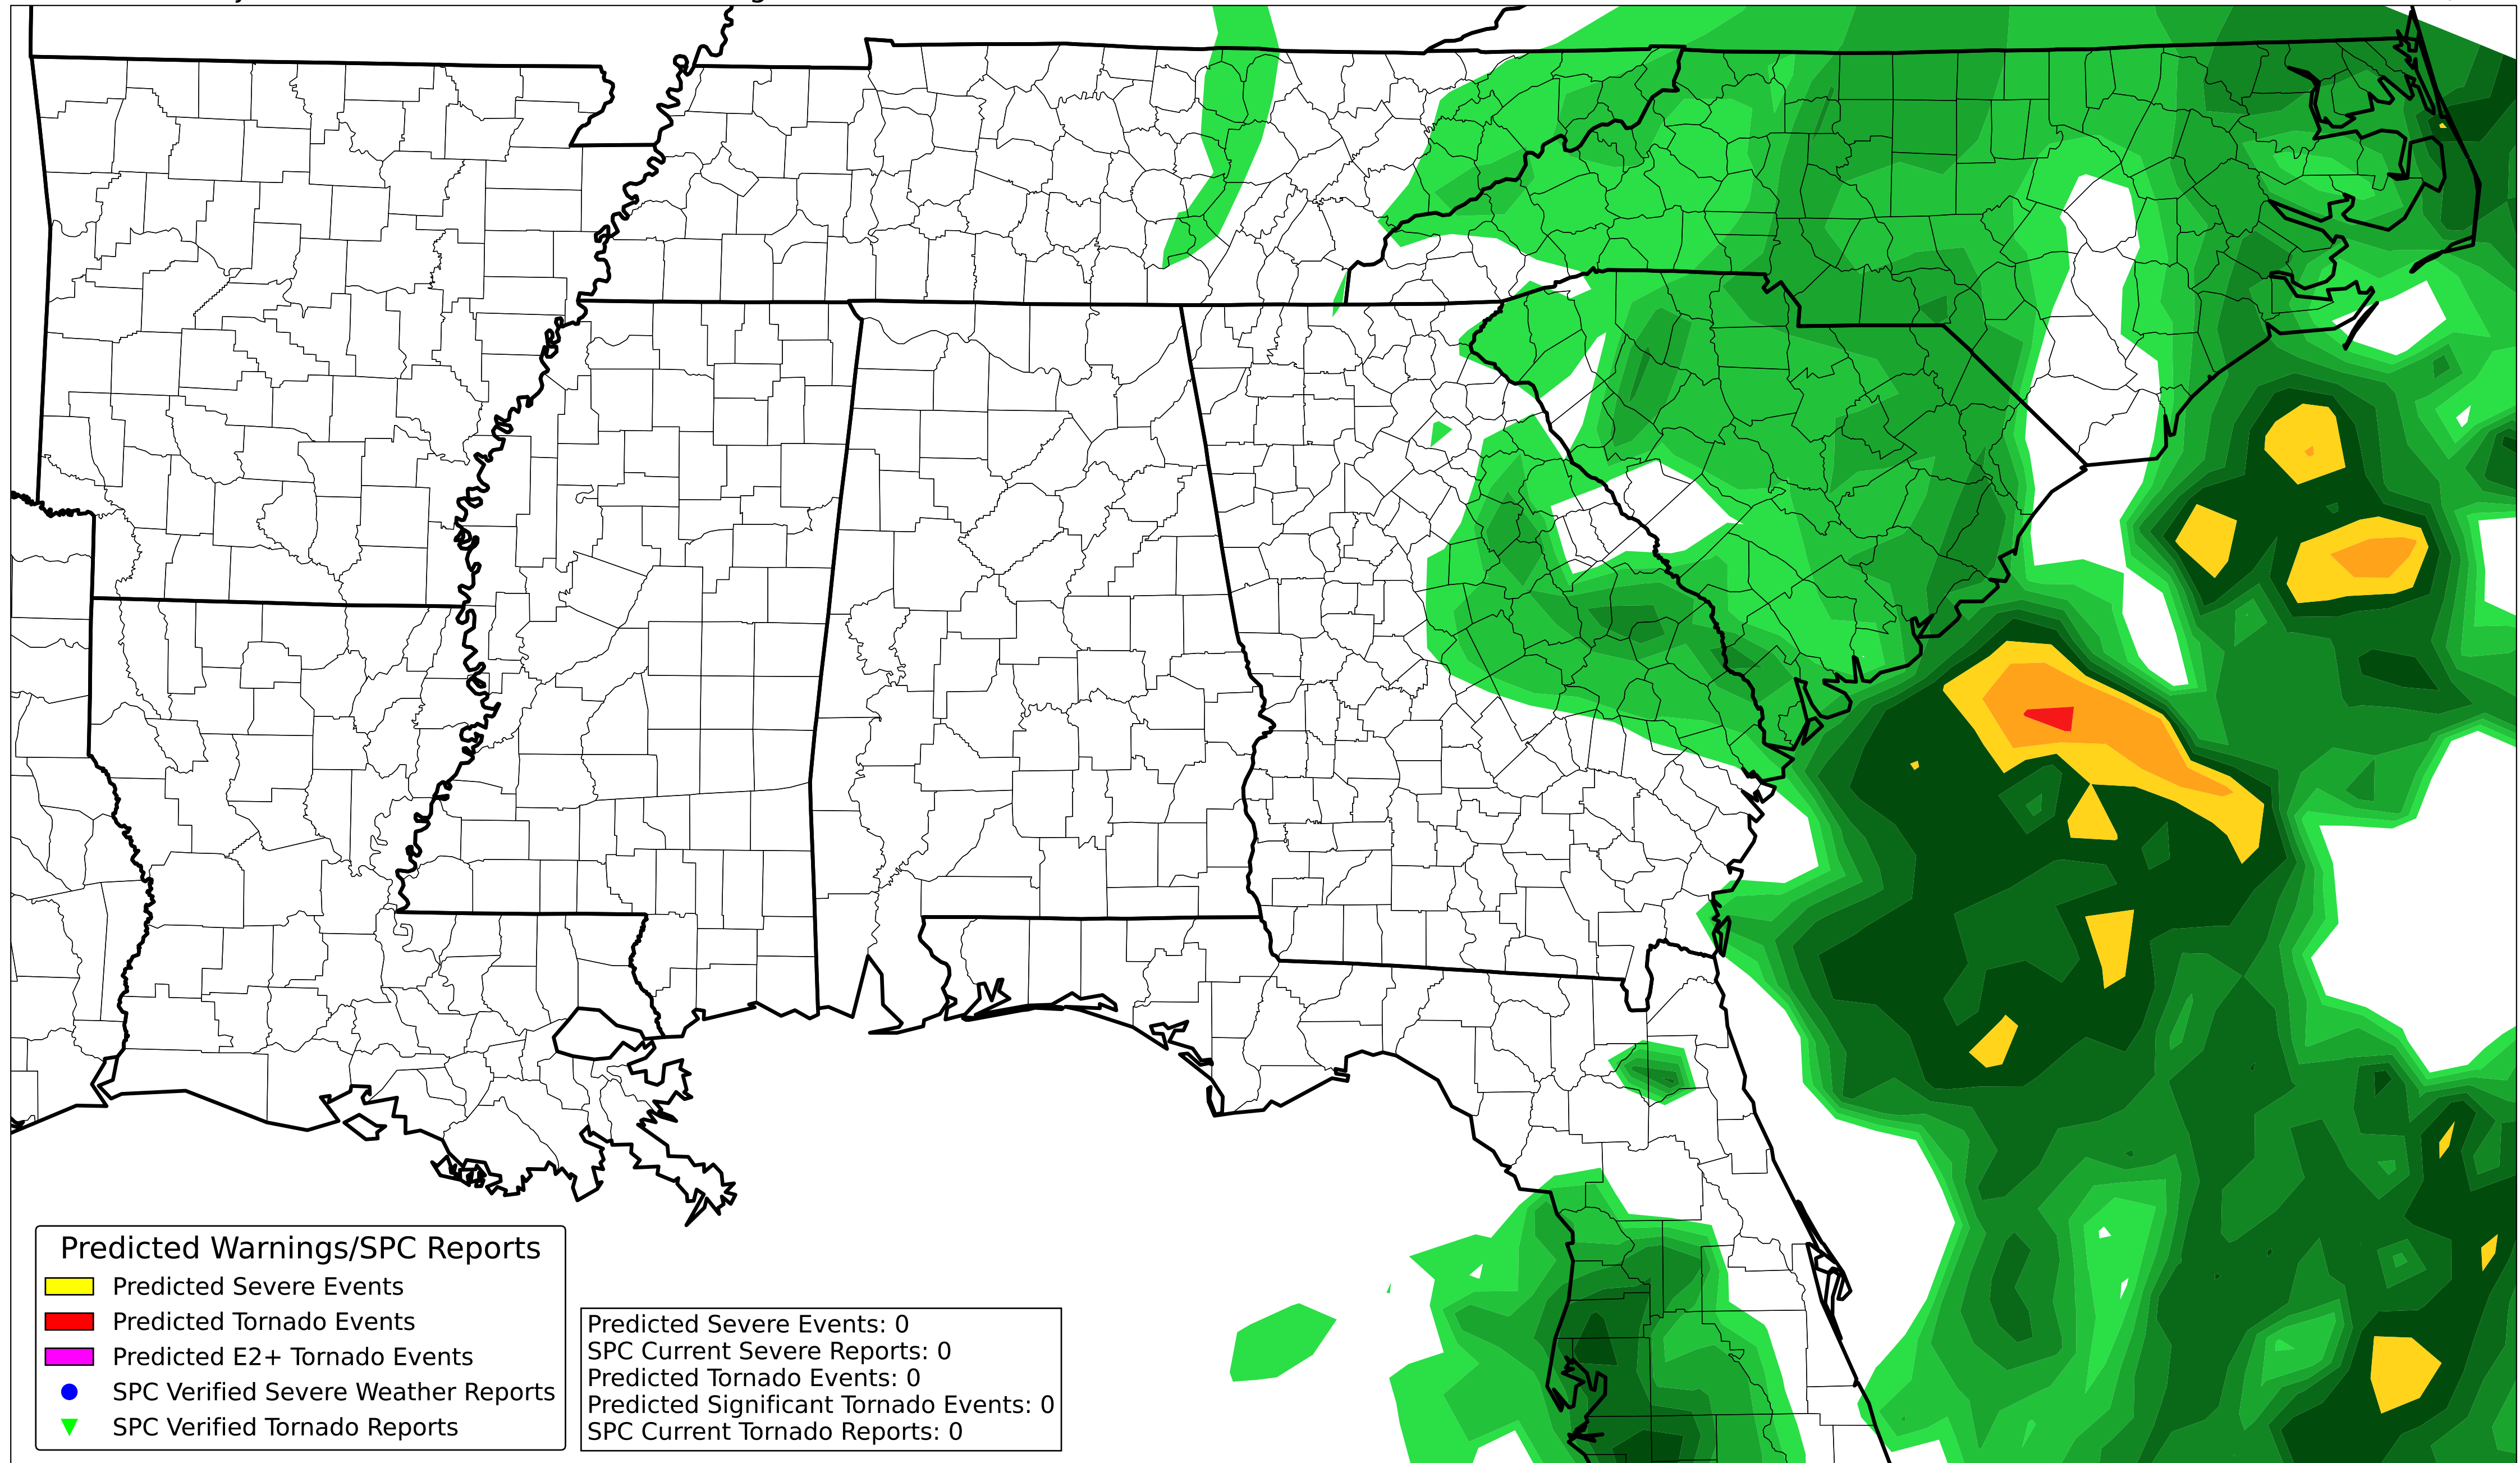 Predicted Warnings/SPC Reports
Predicted Severe Events
Predicted Tornado Events
Predicted E2+ Tornado Events
SPC Verified Severe Weather Reports
SPC Verified Tornado Reports
Predicted Severe Events: 0
SPC Current Severe Reports: 0
Predicted Tornado Events: 0
Predicted Significant Tornado Events: 0
SPC Current Tornado Reports: 0